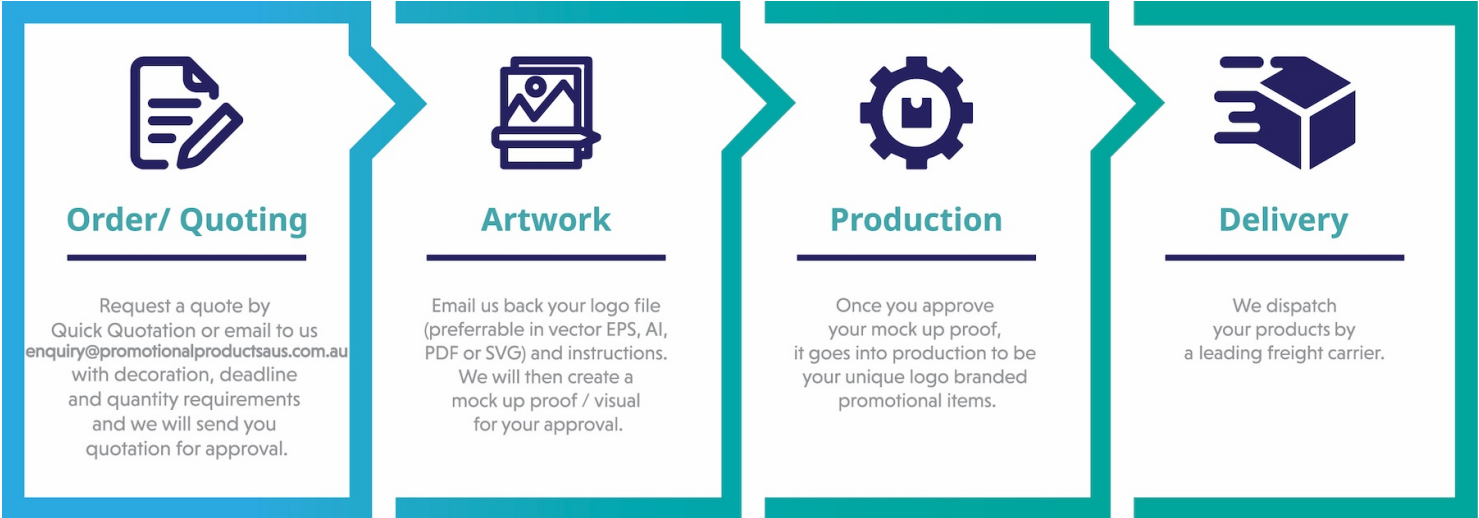 Order/ Quoting
Request a quote by
Quick Quotation or email to us
enquiry@promotionalproductsaus.com.au
with decoration, deadline
and quantity requirements
and we will send you
quotation for approval.
Artwork
Email us back your logo file
(preferrable in vector EPS, AI,
PDF or SVG) and instructions.
We will then create a
mock up proof / visual
for your approval.
Production
Once you approve
your mock up proof,
it goes into production to be
your unique logo branded
promotional items.
Delivery
We dispatch
your products by
a leading freight carrier.